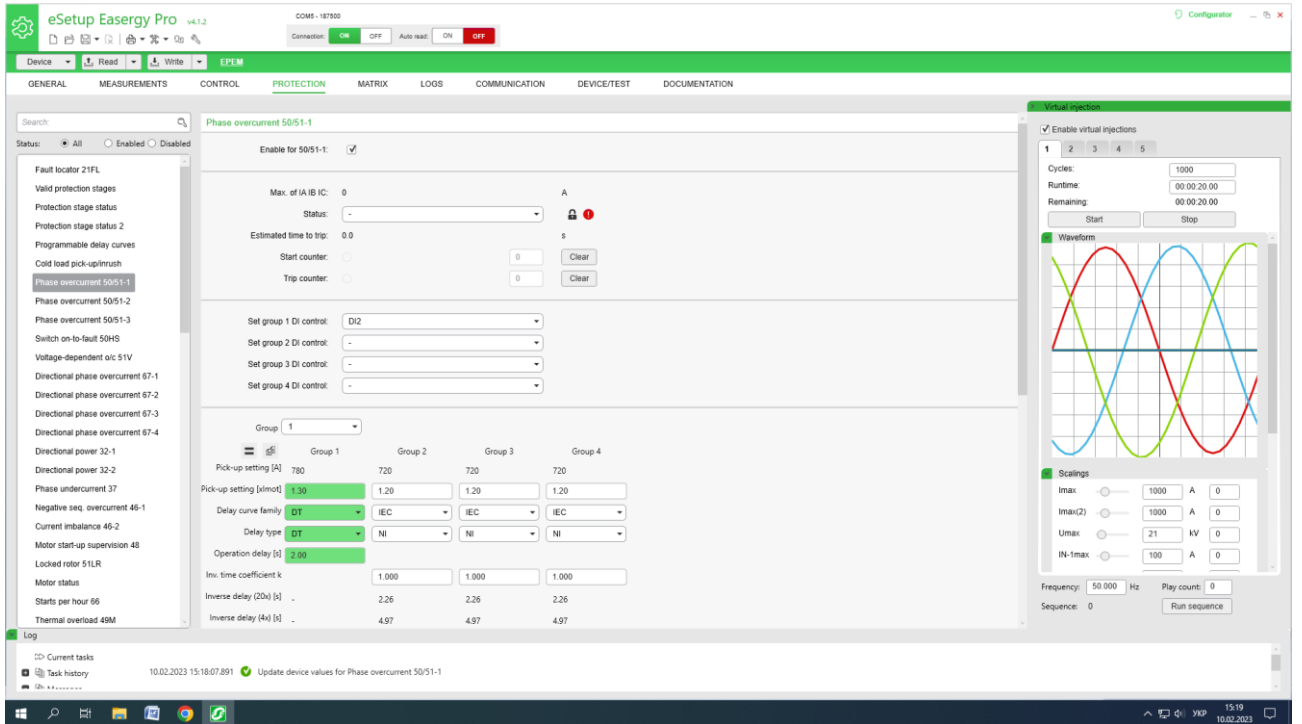 eSetup Easergy Pro v4.1.2
COM5 - 187500
Connection: ON OFF Auto read: ON OFF
Configurator
Device Read Write EPEM
GENERAL MEASUREMENTS CONTROL PROTECTION MATRIX LOGS COMMUNICATION DEVICE/TEST DOCUMENTATION
Search:
Status: All Enabled Disabled
Fault locator 21FL
Valid protection stages
Protection stage status
Protection stage status 2
Programmable delay curves
Cold load pick-up/inrush
Phase overcurrent 50/51-1
Phase overcurrent 50/51-2
Phase overcurrent 50/51-3
Switch on-to-fault 50HS
Voltage-dependent o/c 51V
Directional phase overcurrent 67-1
Directional phase overcurrent 67-2
Directional phase overcurrent 67-3
Directional phase overcurrent 67-4
Directional power 32-1
Directional power 32-2
Phase undercurrent 37
Negative seq. overcurrent 46-1
Current imbalance 46-2
Motor start-up supervision 48
Locked rotor 51LR
Motor status
Starts per hour 66
Thermal overload 49M
Phase overcurrent 50/51-1
Enable for 50/51-1:
Max. of IA IB IC: 0 A
Status: -
Estimated time to trip: 0.0 s
Start counter: 0 Clear
Trip counter: 0 Clear
Set group 1 DI control: DI2
Set group 2 DI control: -
Set group 3 DI control: -
Set group 4 DI control: -
Group 1
Group 1 Group 2 Group 3 Group 4
Pick-up setting [A] 780 720 720 720
Pick-up setting [xImot] 1.30 1.20 1.20 1.20
Delay curve family DT IEC IEC IEC
Delay type DT NI NI NI
Operation delay [s] 2.00
Inv. time coefficient k 1.000 1.000 1.000
Inverse delay (20x) [s] - 2.26 2.26 2.26
Inverse delay (4x) [s] - 4.97 4.97 4.97
Virtual injection
Enable virtual injections
1 2 3 4 5
Cycles: 1000
Runtime: 00:00:20.00
Remaining: 00:00:20.00
Start Stop
Waveform
Scalings
Imax 1000 A 0
Imax(2) 1000 A 0
Umax 21 kV 0
IN-1max 100 A 0
Frequency: 50.000 Hz Play count: 0
Sequence: 0 Run sequence
Log
Current tasks
Task history
Messages
10.02.2023 15:18:07.891 Update device values for Phase overcurrent 50/51-1
УКР
15:19
10.02.2023